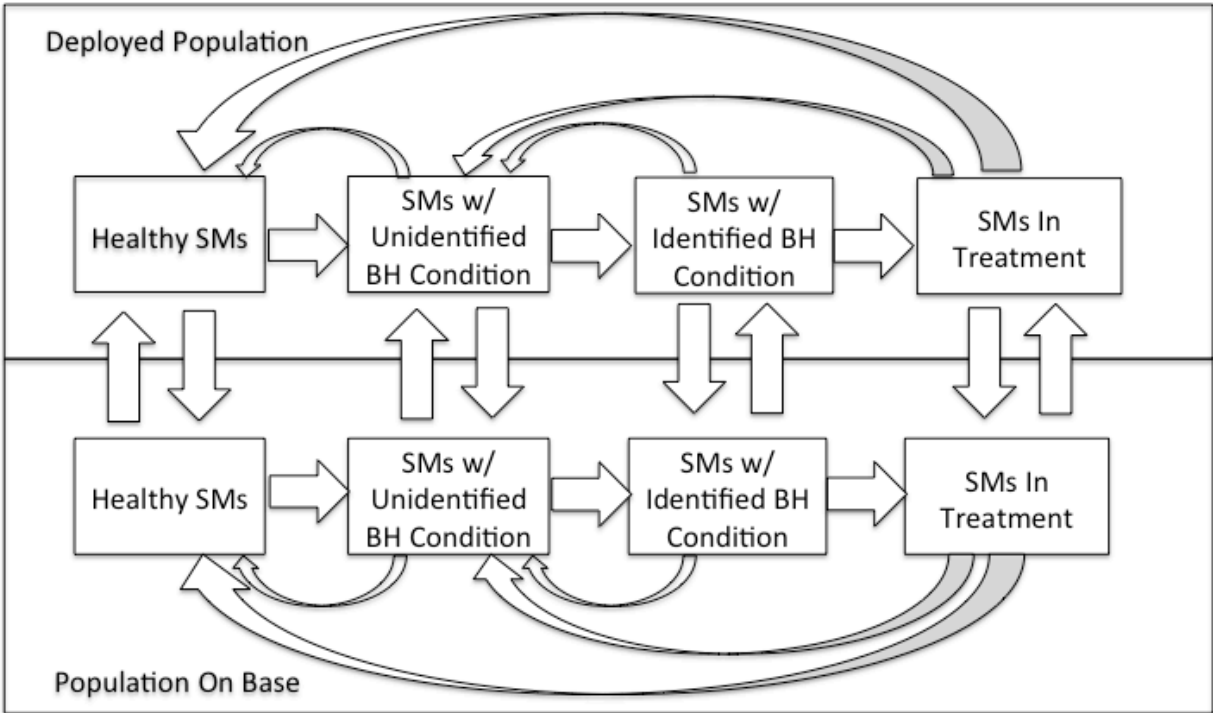 Deployed Population
Healthy SMs
SMs w/
Unidentified
BH Condition
SMs w/
Identified BH
Condition
SMs In
Treatment
Healthy SMs
SMs w/
Unidentified
BH Condition
SMs w/
Identified BH
Condition
SMs In
Treatment
Population On Base